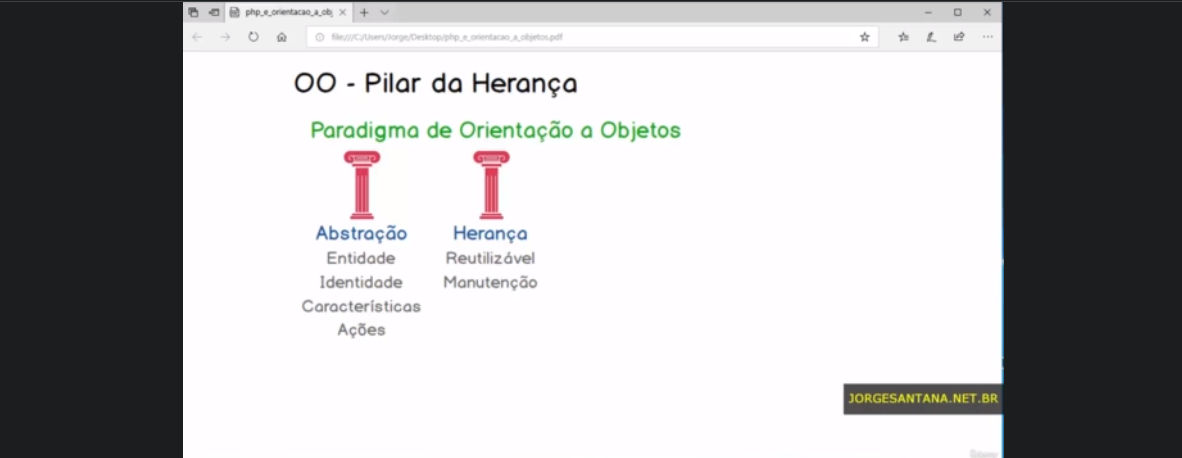 php_e_orientacao_a_obj
file:///C:/Users/Jorge/Desktop/php_e_orientacao_a_objetos.pdf
OO - Pilar da Herança
Paradigma de Orientação a Objetos
Abstração
Entidade
Identidade
Características
Ações
Herança
Reutilizável
Manutenção
JORGESANTANA.NET.BR